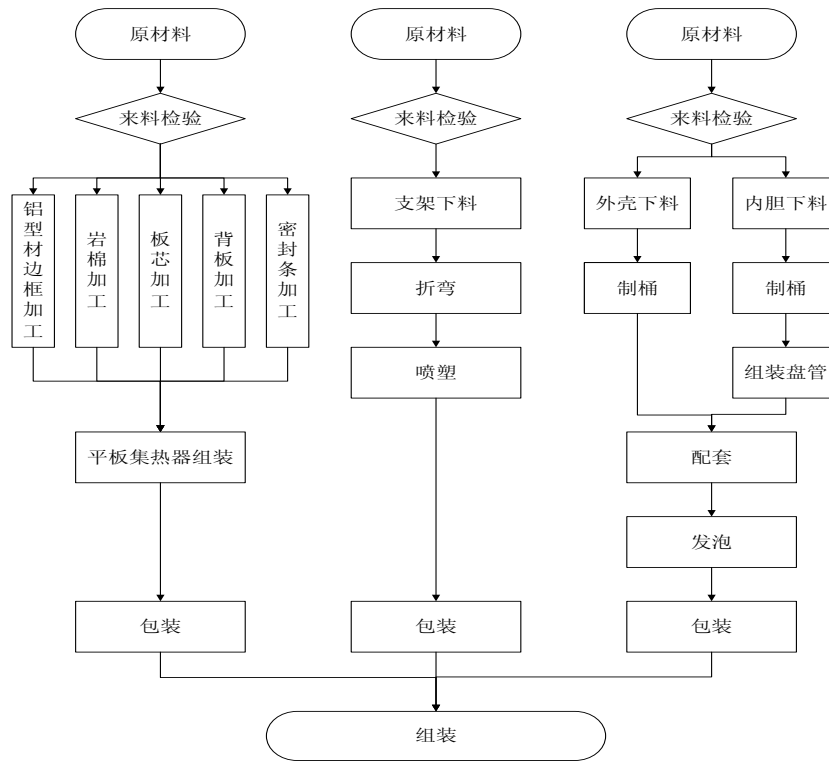 原材料
原材料
原材料
来料检验
来料检验
来料检验
铝型材边框加工
岩棉加工
板芯加工
背板加工
密封条加工
支架下料
外壳下料
内胆下料
折弯
制桶
制桶
喷塑
组装盘管
平板集热器组装
配套
发泡
包装
包装
包装
组装